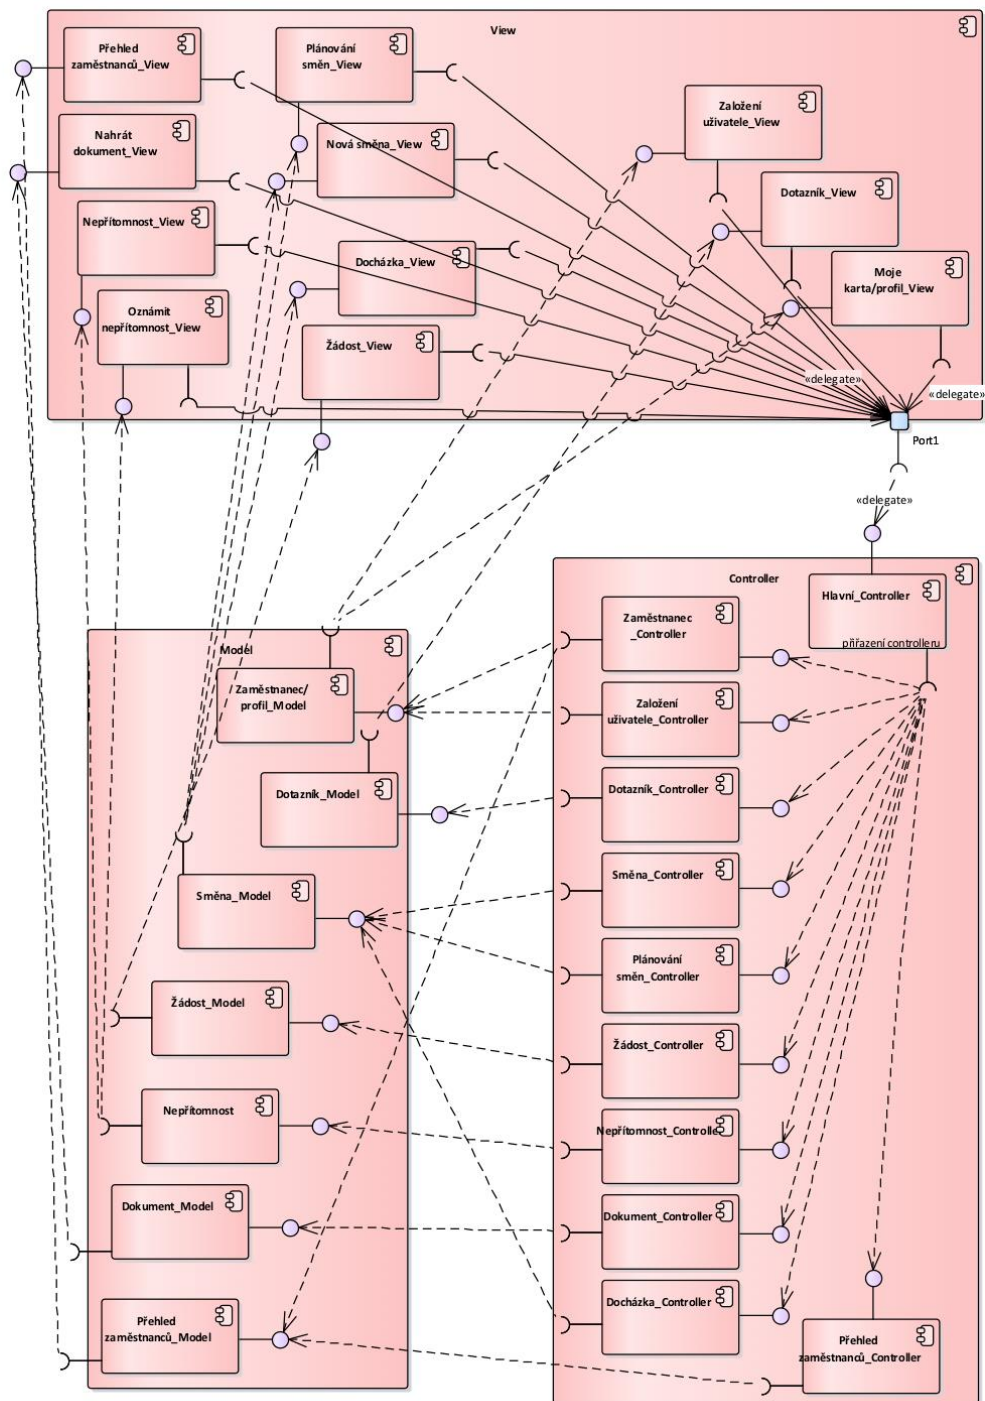 View
Přehled
zaměstnanců_View
Plánování
směn_View
Založení
uživatele_View
Nahrát
dokument_View
Nová směna_View
Dotazník_View
Nepřítomnost_View
Docházka_View
Moje
karta/profil_View
Oznámit
nepřítomnost_View
Žádost_View
«delegate»
«delegate»
Port1
«delegate»
Controller
Hlavní_Controller
přiřazení controlleru
Zaměstnanec
_Controller
Model
Zaměstnanec/
profil_Model
Založení
uživatele_Controller
Dotazník_Model
Dotazník_Controller
Směna_Model
Směna_Controller
Plánování
směn_Controller
Žádost_Model
Žádost_Controller
Nepřítomnost
Nepřítomnost_Controlle
Dokument_Model
Dokument_Controller
Docházka_Controller
Přehled
zaměstnanců_Model
Přehled
zaměstnanců_Controller